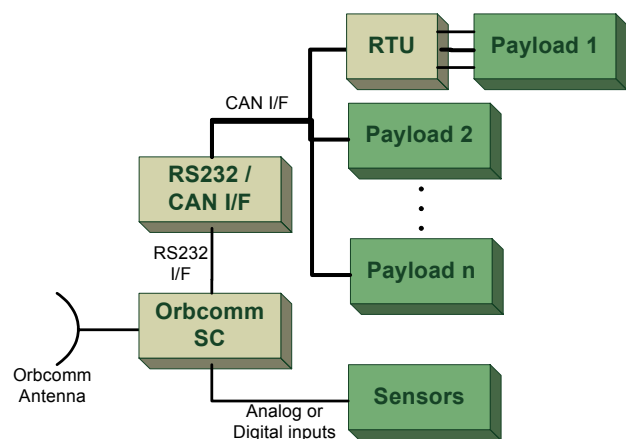 RTU
Payload 1
CAN I/F
Payload 2
RS232 /
CAN I/F
RS232
I/F
Payload n
Orbcomm
SC
Orbcomm
Antenna
Sensors
Analog or
Digital inputs